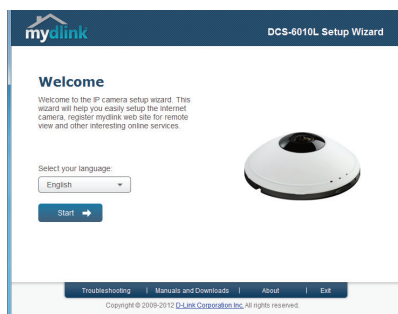 mydlink
DCS-6010L Setup Wizard
Welcome
Welcome to the IP camera setup wizard. This
wizard will help you easily setup the Internet
camera, register mydlink web site for remote
view and other interesting online services.
Select your language:
English
Start
Troubleshooting | Manuals and Downloads | About | Exit
Copyright © 2009-2012 D-Link Corporation Inc. All rights reserved.